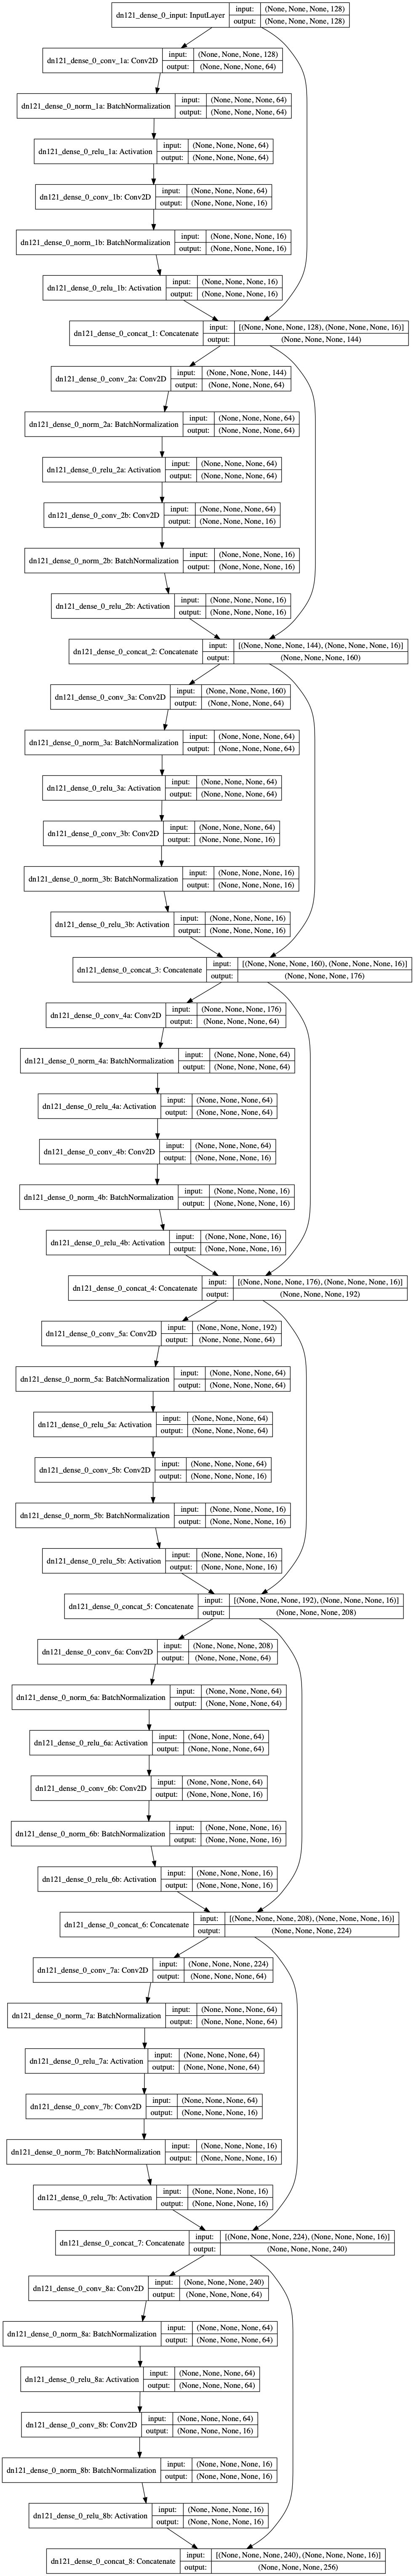 dn121_dense_0_input: InputLayer
input: (None, None, None, 128)
output: (None, None, None, 128)
dn121_dense_0_conv_1a: Conv2D
input: (None, None, None, 128)
output: (None, None, None, 64)
dn121_dense_0_norm_1a: BatchNormalization
input: (None, None, None, 64)
output: (None, None, None, 64)
dn121_dense_0_relu_1a: Activation
input: (None, None, None, 64)
output: (None, None, None, 64)
dn121_dense_0_conv_1b: Conv2D
input: (None, None, None, 64)
output: (None, None, None, 16)
dn121_dense_0_norm_1b: BatchNormalization
input: (None, None, None, 16)
output: (None, None, None, 16)
dn121_dense_0_relu_1b: Activation
input: (None, None, None, 16)
output: (None, None, None, 16)
dn121_dense_0_concat_1: Concatenate
input: [(None, None, None, 128), (None, None, None, 16)]
output: (None, None, None, 144)
dn121_dense_0_conv_2a: Conv2D
input: (None, None, None, 144)
output: (None, None, None, 64)
dn121_dense_0_norm_2a: BatchNormalization
input: (None, None, None, 64)
output: (None, None, None, 64)
dn121_dense_0_relu_2a: Activation
input: (None, None, None, 64)
output: (None, None, None, 64)
dn121_dense_0_conv_2b: Conv2D
input: (None, None, None, 64)
output: (None, None, None, 16)
dn121_dense_0_norm_2b: BatchNormalization
input: (None, None, None, 16)
output: (None, None, None, 16)
dn121_dense_0_relu_2b: Activation
input: (None, None, None, 16)
output: (None, None, None, 16)
dn121_dense_0_concat_2: Concatenate
input: [(None, None, None, 144), (None, None, None, 16)]
output: (None, None, None, 160)
dn121_dense_0_conv_3a: Conv2D
input: (None, None, None, 160)
output: (None, None, None, 64)
dn121_dense_0_norm_3a: BatchNormalization
input: (None, None, None, 64)
output: (None, None, None, 64)
dn121_dense_0_relu_3a: Activation
input: (None, None, None, 64)
output: (None, None, None, 64)
dn121_dense_0_conv_3b: Conv2D
input: (None, None, None, 64)
output: (None, None, None, 16)
dn121_dense_0_norm_3b: BatchNormalization
input: (None, None, None, 16)
output: (None, None, None, 16)
dn121_dense_0_relu_3b: Activation
input: (None, None, None, 16)
output: (None, None, None, 16)
dn121_dense_0_concat_3: Concatenate
input: [(None, None, None, 160), (None, None, None, 16)]
output: (None, None, None, 176)
dn121_dense_0_conv_4a: Conv2D
input: (None, None, None, 176)
output: (None, None, None, 64)
dn121_dense_0_norm_4a: BatchNormalization
input: (None, None, None, 64)
output: (None, None, None, 64)
dn121_dense_0_relu_4a: Activation
input: (None, None, None, 64)
output: (None, None, None, 64)
dn121_dense_0_conv_4b: Conv2D
input: (None, None, None, 64)
output: (None, None, None, 16)
dn121_dense_0_norm_4b: BatchNormalization
input: (None, None, None, 16)
output: (None, None, None, 16)
dn121_dense_0_relu_4b: Activation
input: (None, None, None, 16)
output: (None, None, None, 16)
dn121_dense_0_concat_4: Concatenate
input: [(None, None, None, 176), (None, None, None, 16)]
output: (None, None, None, 192)
dn121_dense_0_conv_5a: Conv2D
input: (None, None, None, 192)
output: (None, None, None, 64)
dn121_dense_0_norm_5a: BatchNormalization
input: (None, None, None, 64)
output: (None, None, None, 64)
dn121_dense_0_relu_5a: Activation
input: (None, None, None, 64)
output: (None, None, None, 64)
dn121_dense_0_conv_5b: Conv2D
input: (None, None, None, 64)
output: (None, None, None, 16)
dn121_dense_0_norm_5b: BatchNormalization
input: (None, None, None, 16)
output: (None, None, None, 16)
dn121_dense_0_relu_5b: Activation
input: (None, None, None, 16)
output: (None, None, None, 16)
dn121_dense_0_concat_5: Concatenate
input: [(None, None, None, 192), (None, None, None, 16)]
output: (None, None, None, 208)
dn121_dense_0_conv_6a: Conv2D
input: (None, None, None, 208)
output: (None, None, None, 64)
dn121_dense_0_norm_6a: BatchNormalization
input: (None, None, None, 64)
output: (None, None, None, 64)
dn121_dense_0_relu_6a: Activation
input: (None, None, None, 64)
output: (None, None, None, 64)
dn121_dense_0_conv_6b: Conv2D
input: (None, None, None, 64)
output: (None, None, None, 16)
dn121_dense_0_norm_6b: BatchNormalization
input: (None, None, None, 16)
output: (None, None, None, 16)
dn121_dense_0_relu_6b: Activation
input: (None, None, None, 16)
output: (None, None, None, 16)
dn121_dense_0_concat_6: Concatenate
input: [(None, None, None, 208), (None, None, None, 16)]
output: (None, None, None, 224)
dn121_dense_0_conv_7a: Conv2D
input: (None, None, None, 224)
output: (None, None, None, 64)
dn121_dense_0_norm_7a: BatchNormalization
input: (None, None, None, 64)
output: (None, None, None, 64)
dn121_dense_0_relu_7a: Activation
input: (None, None, None, 64)
output: (None, None, None, 64)
dn121_dense_0_conv_7b: Conv2D
input: (None, None, None, 64)
output: (None, None, None, 16)
dn121_dense_0_norm_7b: BatchNormalization
input: (None, None, None, 16)
output: (None, None, None, 16)
dn121_dense_0_relu_7b: Activation
input: (None, None, None, 16)
output: (None, None, None, 16)
dn121_dense_0_concat_7: Concatenate
input: [(None, None, None, 224), (None, None, None, 16)]
output: (None, None, None, 240)
dn121_dense_0_conv_8a: Conv2D
input: (None, None, None, 240)
output: (None, None, None, 64)
dn121_dense_0_norm_8a: BatchNormalization
input: (None, None, None, 64)
output: (None, None, None, 64)
dn121_dense_0_relu_8a: Activation
input: (None, None, None, 64)
output: (None, None, None, 64)
dn121_dense_0_conv_8b: Conv2D
input: (None, None, None, 64)
output: (None, None, None, 16)
dn121_dense_0_norm_8b: BatchNormalization
input: (None, None, None, 16)
output: (None, None, None, 16)
dn121_dense_0_relu_8b: Activation
input: (None, None, None, 16)
output: (None, None, None, 16)
dn121_dense_0_concat_8: Concatenate
input: [(None, None, None, 240), (None, None, None, 16)]
output: (None, None, None, 256)